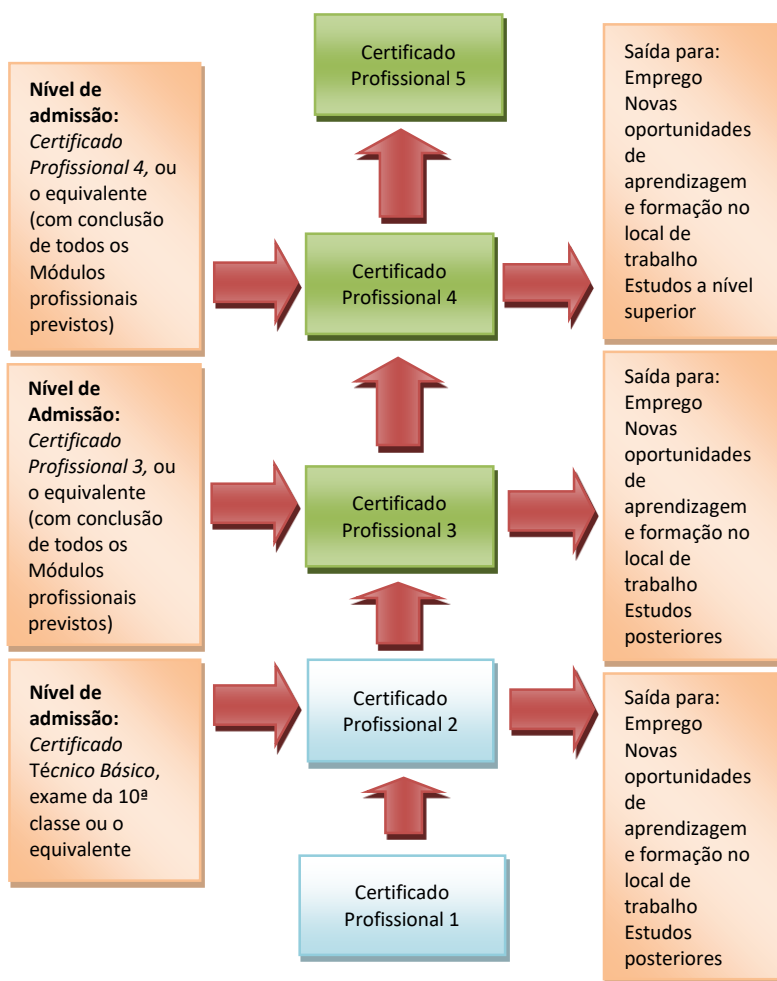 Certificado
Profissional 5
Nível de
admissão:
Certificado
Profissional 4, ou
o equivalente
(com conclusão
de todos os
Módulos
profissionais
previstos)
Certificado
Profissional 4
Saída para:
Emprego
Novas
oportunidades
de
aprendizagem
e formação no
local de
trabalho
Estudos a nível
superior
Nível de
Admissão:
Certificado
Profissional 3, ou
o equivalente
(com conclusão
de todos os
Módulos
profissionais
previstos)
Certificado
Profissional 3
Saída para:
Emprego
Novas
oportunidades
de
aprendizagem
e formação no
local de
trabalho
Estudos
posteriores
Nível de
admissão:
Certificado
Técnico Básico,
exame da 10ª
classe ou o
equivalente
Certificado
Profissional 2
Saída para:
Emprego
Novas
oportunidades
de
aprendizagem
e formação no
local de
trabalho
Estudos
posteriores
Certificado
Profissional 1